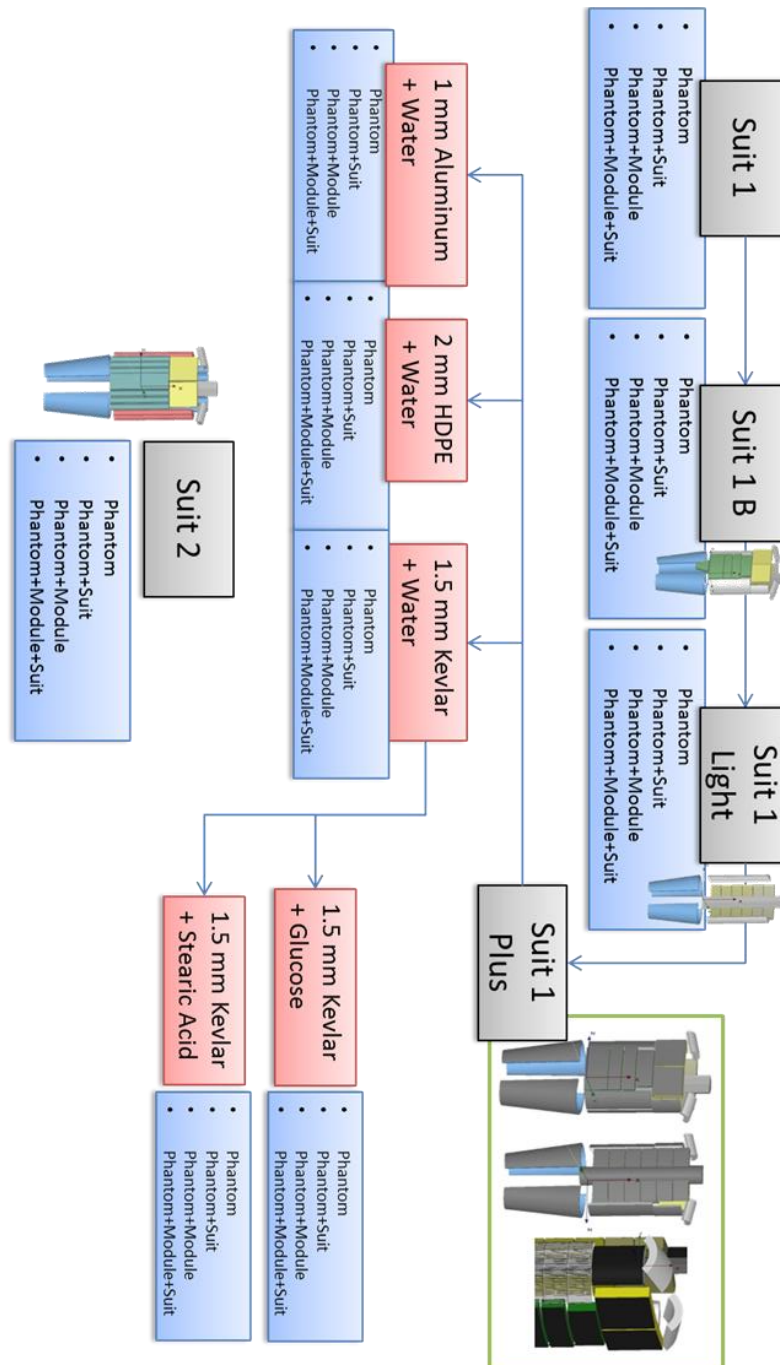 Suit 1
• Phantom
• Phantom+Suit
• Phantom+Module
• Phantom+Module+Suit
Suit 1 B
• Phantom
• Phantom+Suit
• Phantom+Module
• Phantom+Module+Suit
Suit 1
Light
• Phantom
• Phantom+Suit
• Phantom+Module
• Phantom+Module+Suit
Suit 1
Plus
1 mm Aluminum
+ Water
• Phantom
• Phantom+Suit
• Phantom+Module
• Phantom+Module+Suit
2 mm HDPE
+ Water
• Phantom
• Phantom+Suit
• Phantom+Module
• Phantom+Module+Suit
1.5 mm Kevlar
+ Water
• Phantom
• Phantom+Suit
• Phantom+Module
• Phantom+Module+Suit
1.5 mm Kevlar
+ Glucose
• Phantom
• Phantom+Suit
• Phantom+Module
• Phantom+Module+Suit
1.5 mm Kevlar
+ Stearic Acid
• Phantom
• Phantom+Suit
• Phantom+Module
• Phantom+Module+Suit
Suit 2
• Phantom
• Phantom+Suit
• Phantom+Module
• Phantom+Module+Suit